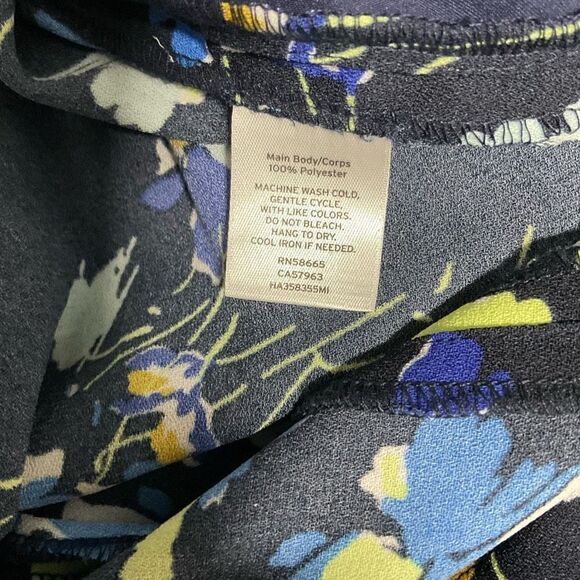 Main Body/Corps
100% Polyester
MACHINE WASH COLD,
GENTLE CYCLE,
WITH LIKE COLORS.
DO NOT BLEACH.
HANG TO DRY.
COOL IRON IF NEEDED.
RN58665
CA57963
HA358355MI